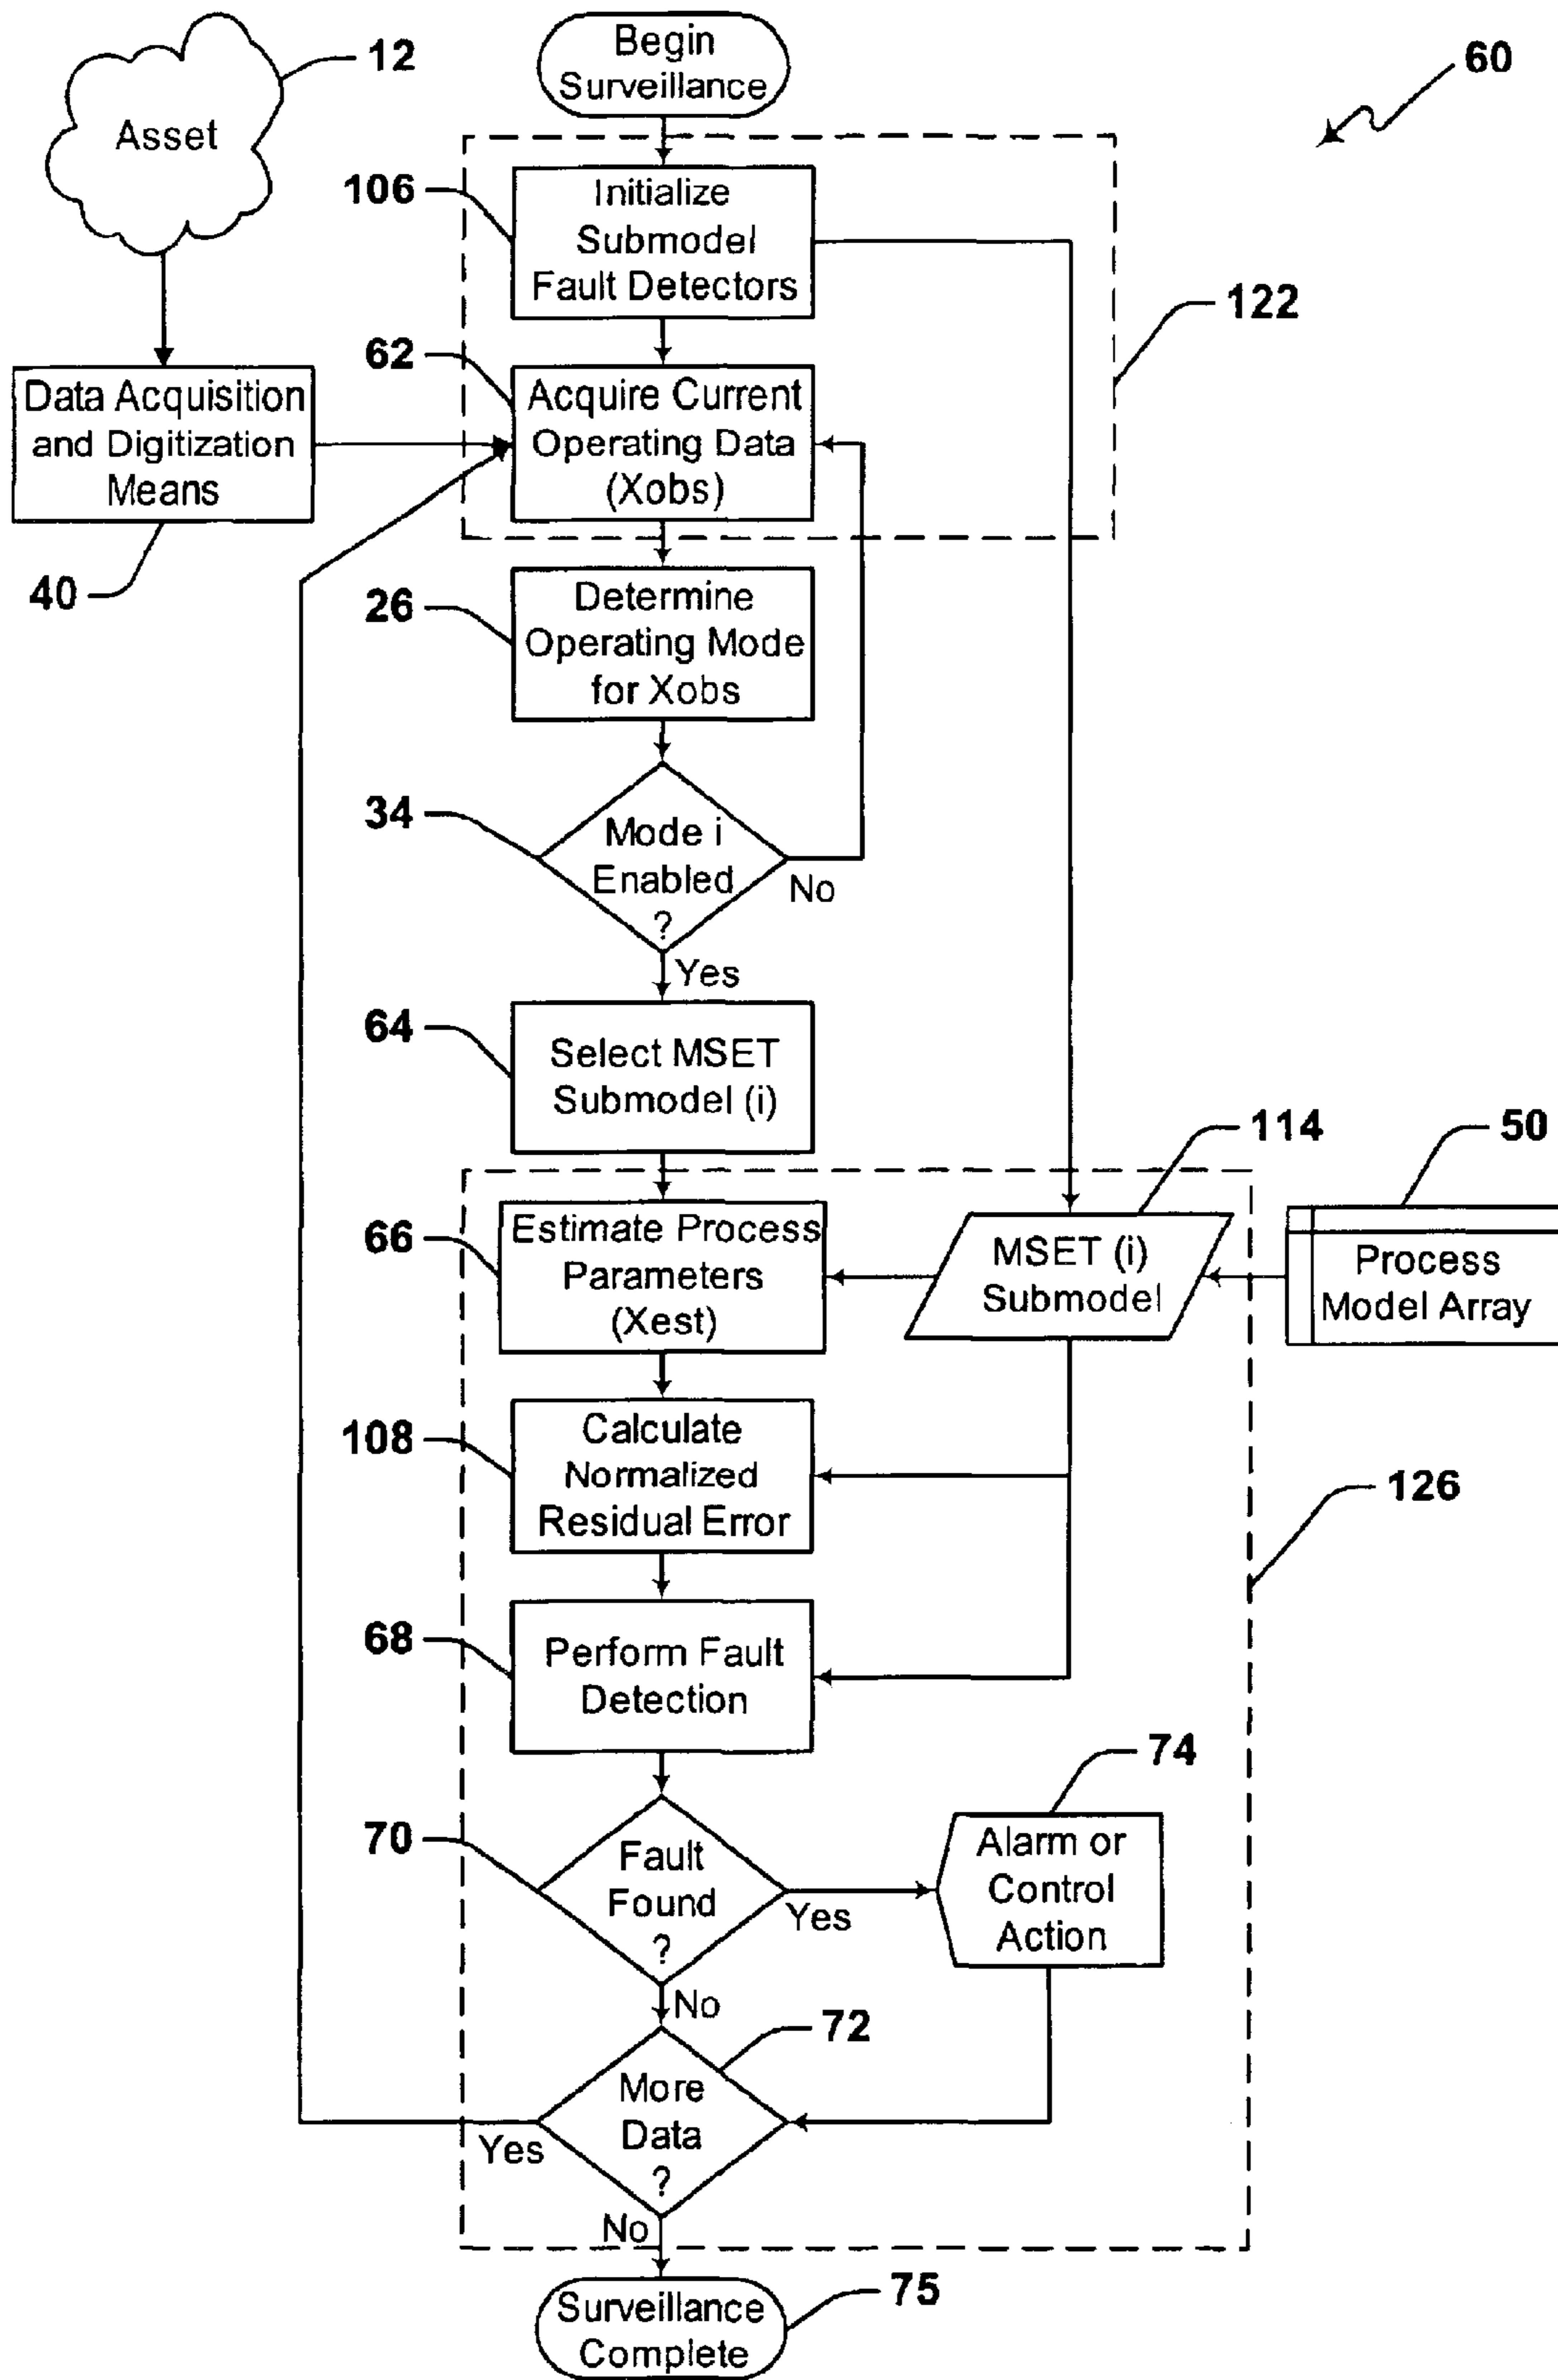 Begin
Surveillance
12
60
Asset
106
Initialize
Submodel
Fault Detectors
122
62
Data Acquisition
and Digitization
Means
Acquire Current
Operating Data
(Xobs)
40
26
Determine
Operating Mode
for Xobs
34
Mode i
Enabled
?
No
Yes
64
Select MSET
Submodel (i)
114
50
66
Estimate Process
Parameters
(Xest)
MSET (i)
Submodel
Process
Model Array
108
Calculate
Normalized
Residual Error
126
68
Perform Fault
Detection
74
70
Fault
Found
?
Yes
Alarm or
Control
Action
No
72
More
Data
?
Yes
No
75
Surveillance
Complete